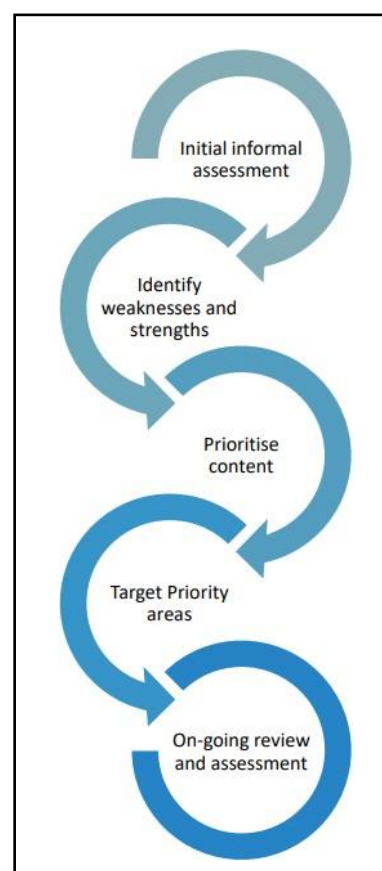 Initial informal
assessment
Identify
weaknesses and
strengths
Prioritise
content
Target Priority
areas
On-going review
and assessment